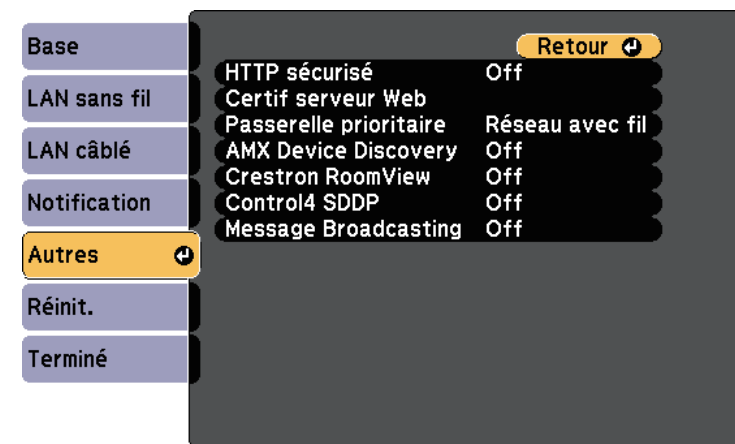 Base
LAN sans fil
LAN câblé
Notification
Autres
Réinit.
Terminé
Retour
HTTP sécurisé Off
Certif serveur Web
Passerelle prioritaire Réseau avec fil
AMX Device Discovery Off
Crestron RoomView Off
Control4 SDDP Off
Message Broadcasting Off